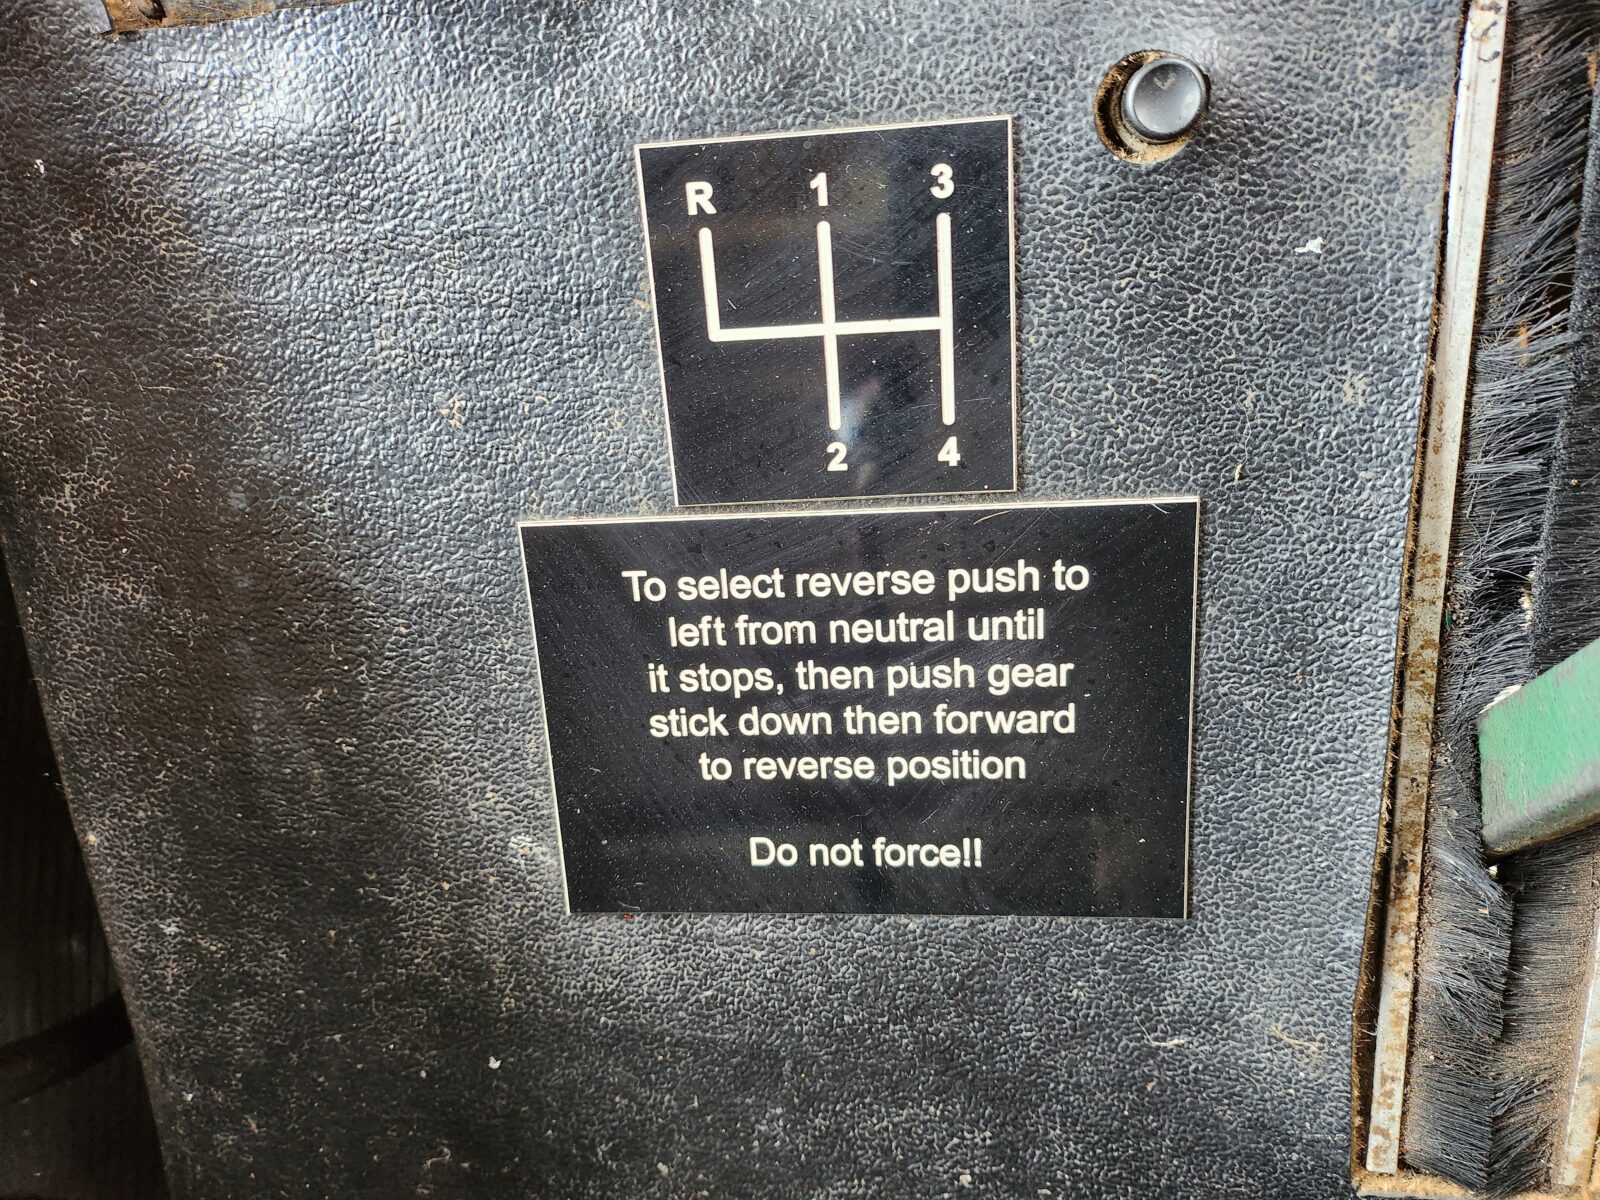 R 1 3
2 4
To select reverse push to
left from neutral until
it stops, then push gear
stick down then forward
to reverse position
Do not force!!